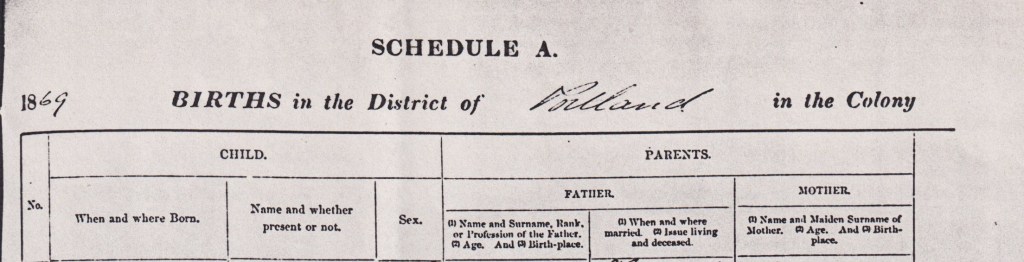 SCHEDULE A.
1869 BIRTHS in the District of Portland in the Colony
No.
CHILD.
When and where Born.
Name and whether
present or not.
Sex.
PARENTS.
FATHER.
(1) Name and Surname, Rank,
or Profession of the Father.
(2) Age. And (3) Birth-place.
(1) When and where
married. (2) Issue living
and deceased.
MOTHER.
(1) Name and Maiden Surname of
Mother. (2) Age. And (3) Birth-
place.